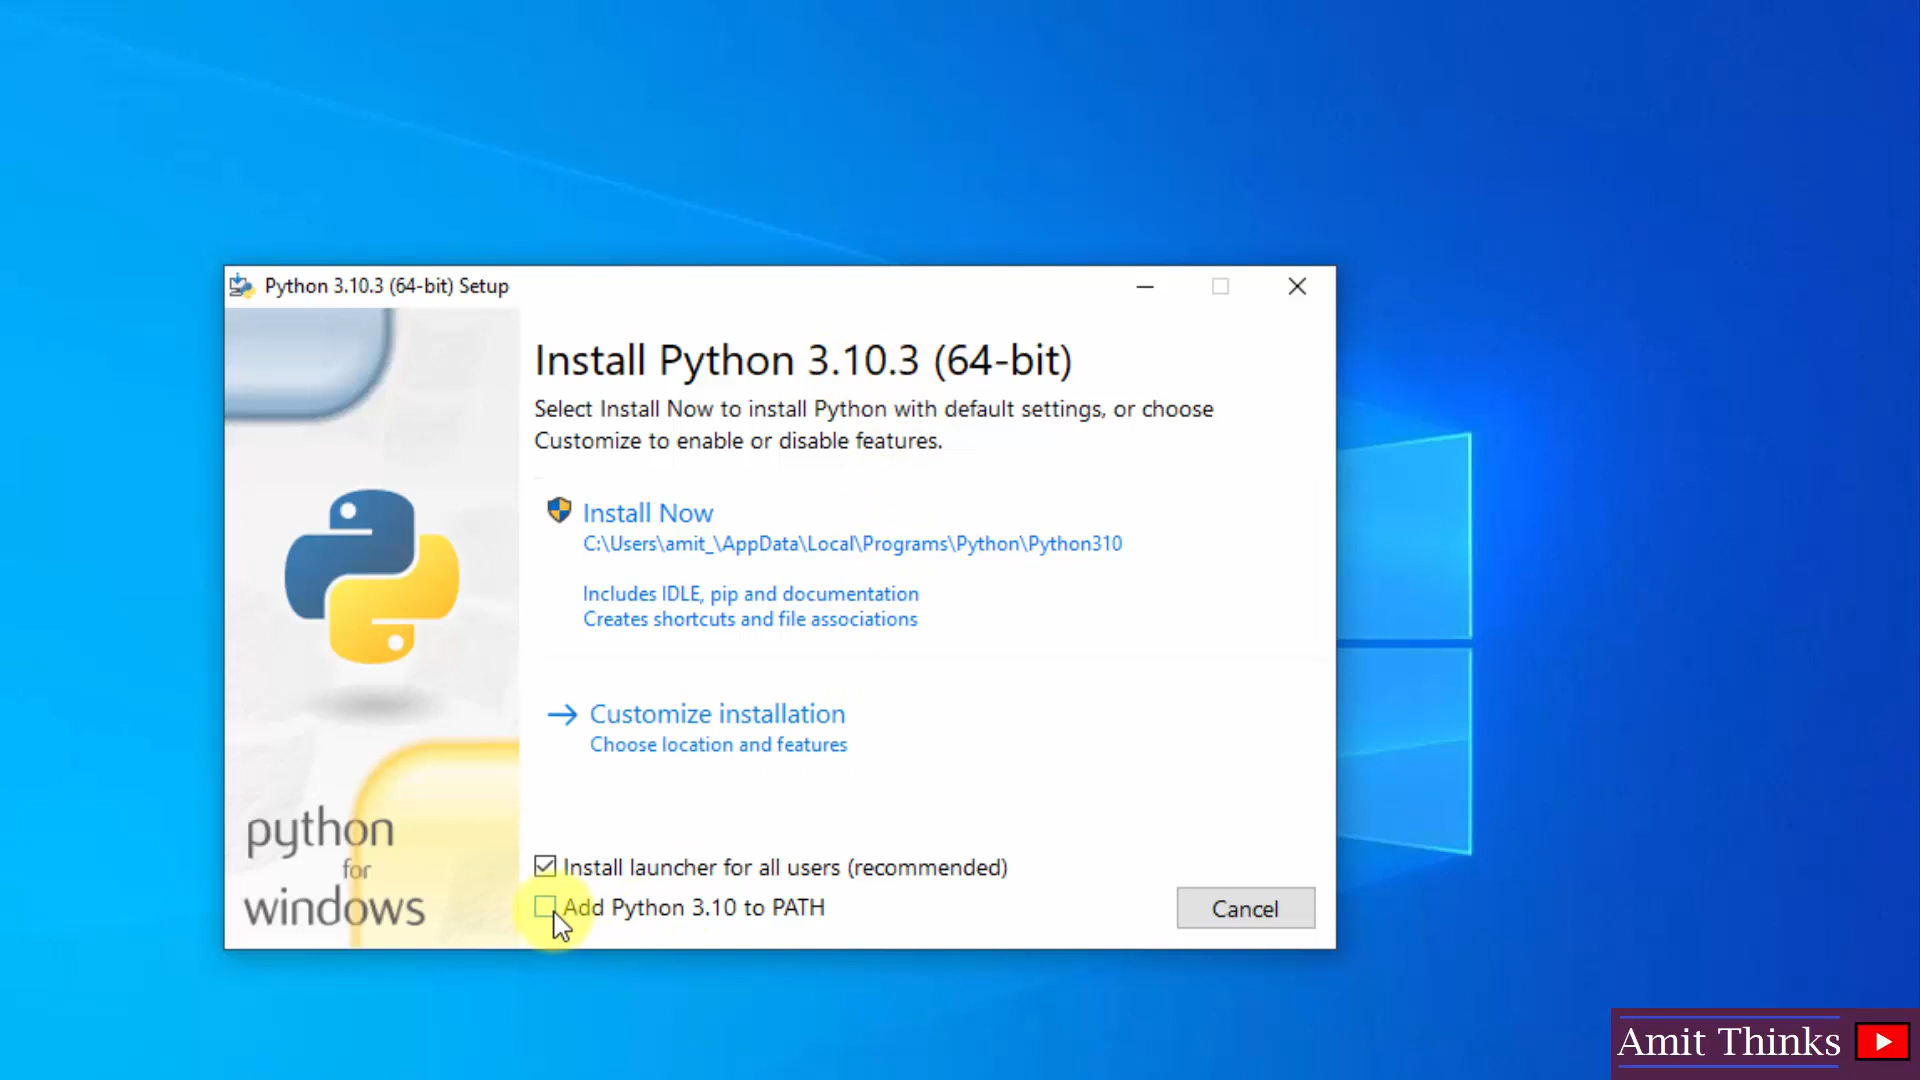 Python 3.10.3 (64-bit) Setup
Install Python 3.10.3 (64-bit)
Select Install Now to install Python with default settings, or choose
Customize to enable or disable features.
Install Now
C:\Users\amit_\AppData\Local\Programs\Python\Python310
Includes IDLE, pip and documentation
Creates shortcuts and file associations
Customize installation
Choose location and features
python
for
windows
Install launcher for all users (recommended)
Add Python 3.10 to PATH
Cancel
Amit Thinks